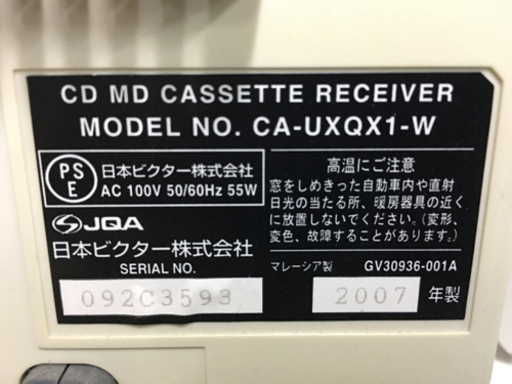 CD MD CASSETTE RECEIVER
MODEL NO. CA-UXQX1-W
PS
E
日本ビクター株式会社
AC 100V 50/60Hz 55W
JQA
日本ビクター株式会社
SERIAL NO.
092C3593
高温にご注意
窓をしめきった自動車内や直射
日光の当たる所、暖房器具の近く
に放置しないでください。(変形、
変色、故障することがあります。)
マレーシア製 GV30936-001A
2007 年製